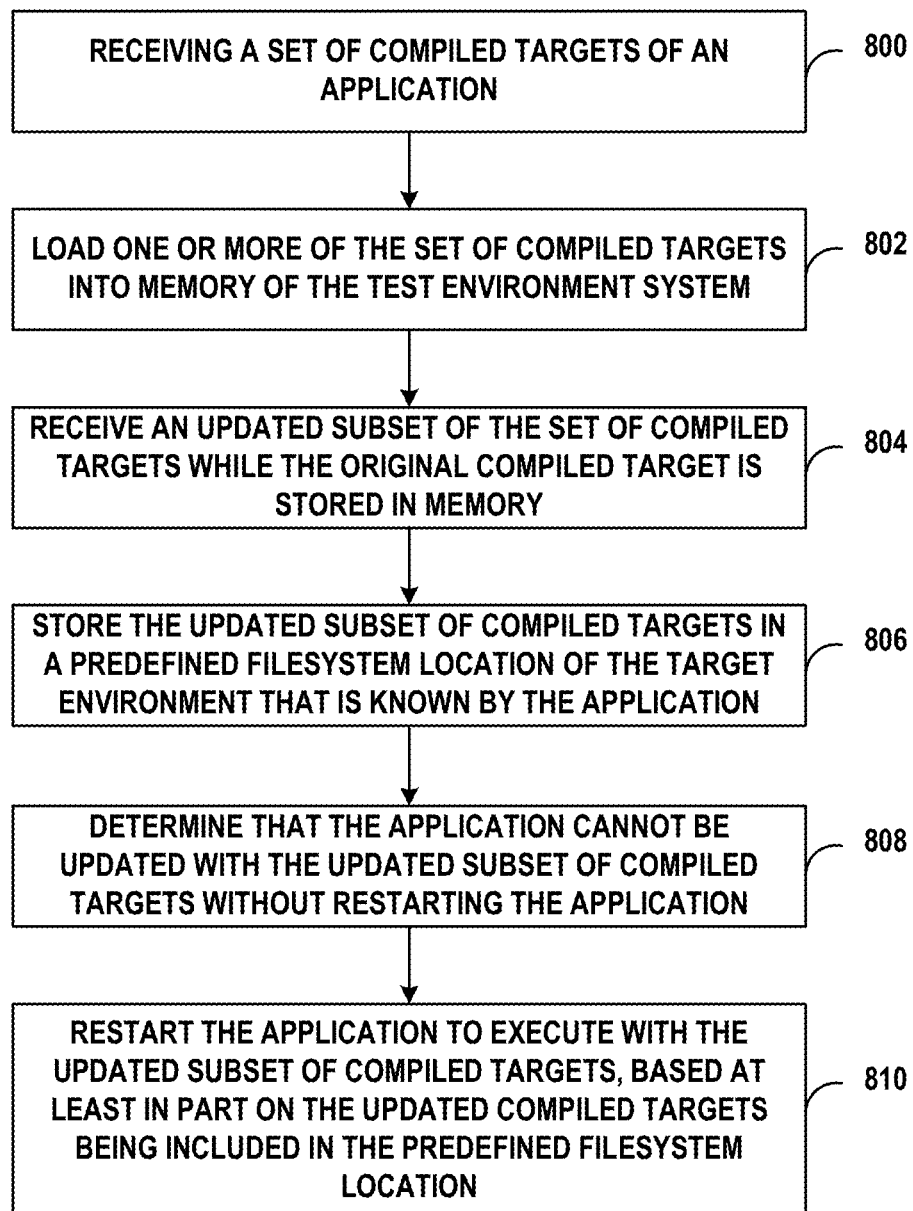 RECEIVING A SET OF COMPILED TARGETS OF AN
APPLICATION
800
LOAD ONE OR MORE OF THE SET OF COMPILED TARGETS
INTO MEMORY OF THE TEST ENVIRONMENT SYSTEM
802
RECEIVE AN UPDATED SUBSET OF THE SET OF COMPILED
TARGETS WHILE THE ORIGINAL COMPILED TARGET IS
STORED IN MEMORY
804
STORE THE UPDATED SUBSET OF COMPILED TARGETS IN
A PREDEFINED FILESYSTEM LOCATION OF THE TARGET
ENVIRONMENT THAT IS KNOWN BY THE APPLICATION
806
DETERMINE THAT THE APPLICATION CANNOT BE
UPDATED WITH THE UPDATED SUBSET OF COMPILED
TARGETS WITHOUT RESTARTING THE APPLICATION
808
RESTART THE APPLICATION TO EXECUTE WITH THE
UPDATED SUBSET OF COMPILED TARGETS, BASED AT
LEAST IN PART ON THE UPDATED COMPILED TARGETS
BEING INCLUDED IN THE PREDEFINED FILESYSTEM
LOCATION
810